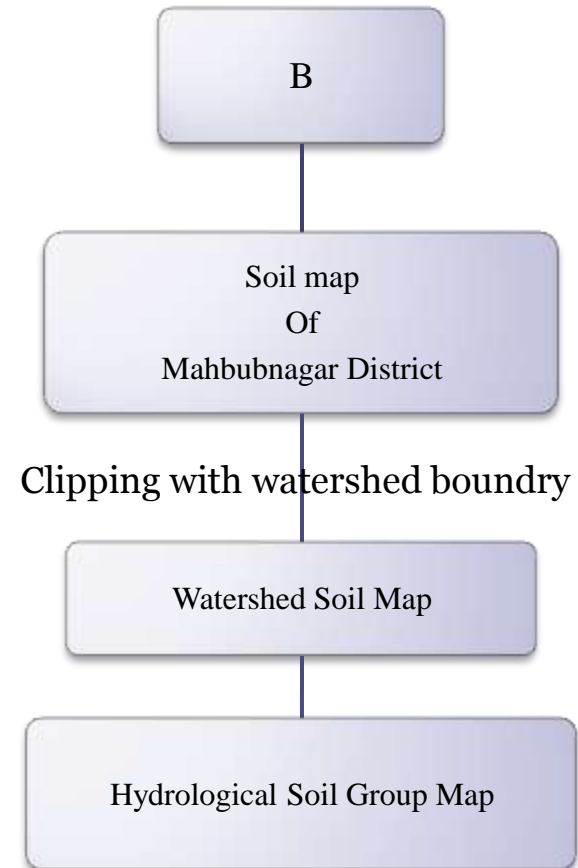 B
Soil map
Of
Mahbubnagar District
Clipping with watershed boundry
Watershed Soil Map
Hydrological Soil Group Map